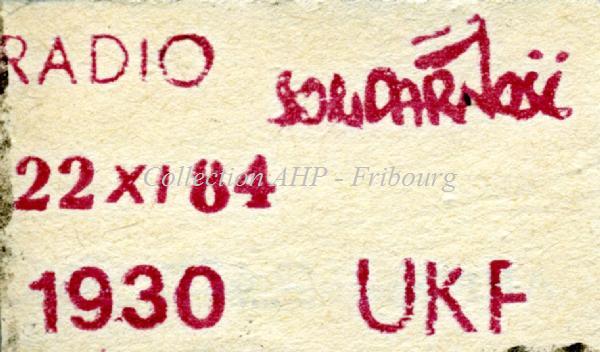 RADIO SOLIDARNOŚĆ
22 XI 84
Collection AHP - Fribourg
1930 UKF